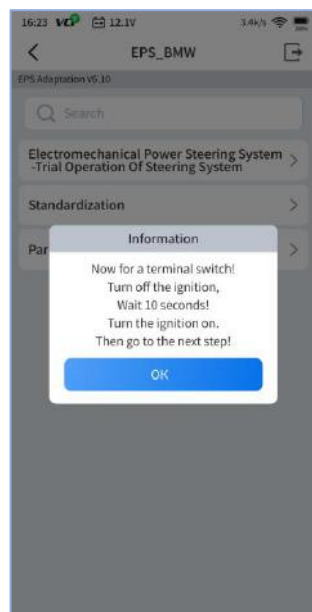 16:23 VCI 12.1V 3.4k/s
EPS_BMW
EPS Adaptation V6.10
Search
Electromechanical Power Steering System
-Trial Operation Of Steering System
Standardization
Par
Information
Now for a terminal switch!
Turn off the ignition,
Wait 10 seconds!
Turn the ignition on.
Then go to the next step!
OK